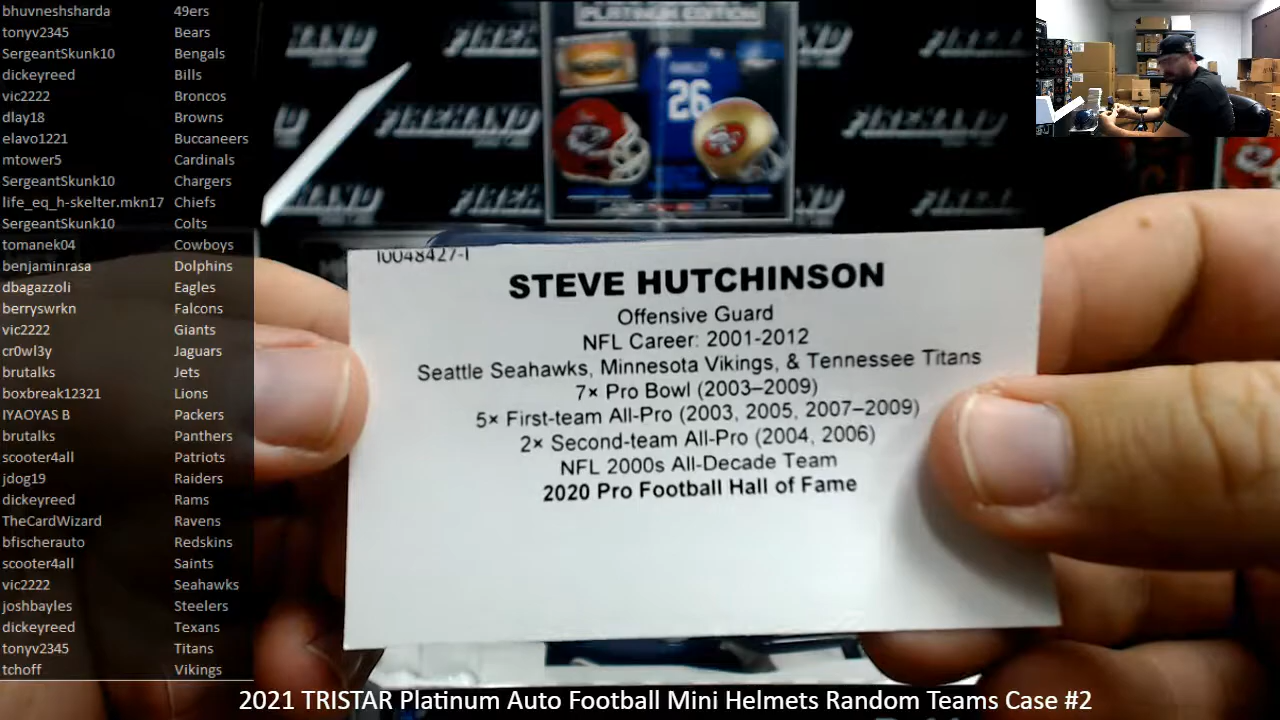 bhuvneshsharda 49ers
tonyv2345 Bears
SergeantSkunk10 Bengals
dickeyreed Bills
vic2222 Broncos
dlay18 Browns
elavo1221 Buccaneers
mtower5 Cardinals
SergeantSkunk10 Chargers
life_eq_h-skelter.mkn17 Chiefs
SergeantSkunk10 Colts
tomanek04 Cowboys
benjaminrasa Dolphins
dbagazzoli Eagles
berryswrkn Falcons
vic2222 Giants
cr0wl3y Jaguars
brutalks Jets
boxbreak12321 Lions
IYAOYAS B Packers
brutalks Panthers
scooter4all Patriots
jdog19 Raiders
dickeyreed Rams
TheCardWizard Ravens
bfischerauto Redskins
scooter4all Saints
vic2222 Seahawks
joshbayles Steelers
dickeyreed Texans
tonyv2345 Titans
tchoff Vikings
PLATINUM EDITION
26
FIREHAND
10048427-1
STEVE HUTCHINSON
Offensive Guard
NFL Career: 2001-2012
Seattle Seahawks, Minnesota Vikings, & Tennessee Titans
7× Pro Bowl (2003–2009)
5× First-team All-Pro (2003, 2005, 2007–2009)
2× Second-team All-Pro (2004, 2006)
NFL 2000s All-Decade Team
2020 Pro Football Hall of Fame
2021 TRISTAR Platinum Auto Football Mini Helmets Random Teams Case #2